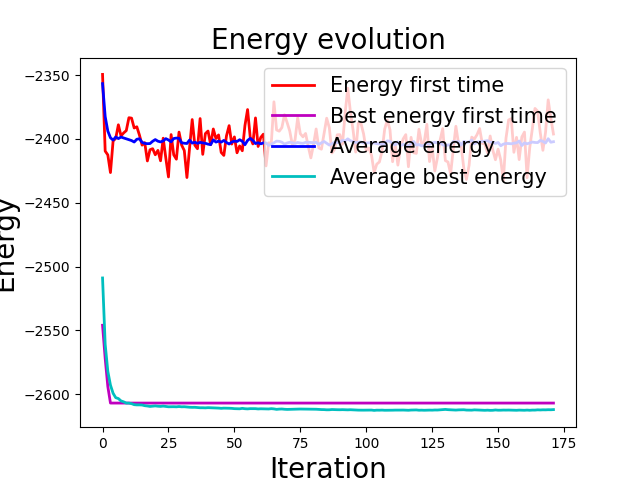 Energy evolution
Energy
−2350
−2400
−2450
−2500
−2550
−2600
Energy first time
Best energy first time
Average energy
Average best energy
0 25 50 75 100 125 150 175
Iteration